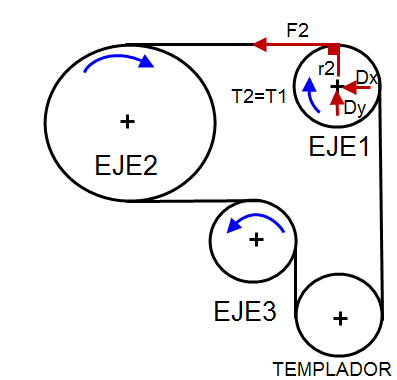 F2
r2
Dx
T2=T1
Dy
EJE1
EJE2
EJE3
TEMPLADOR